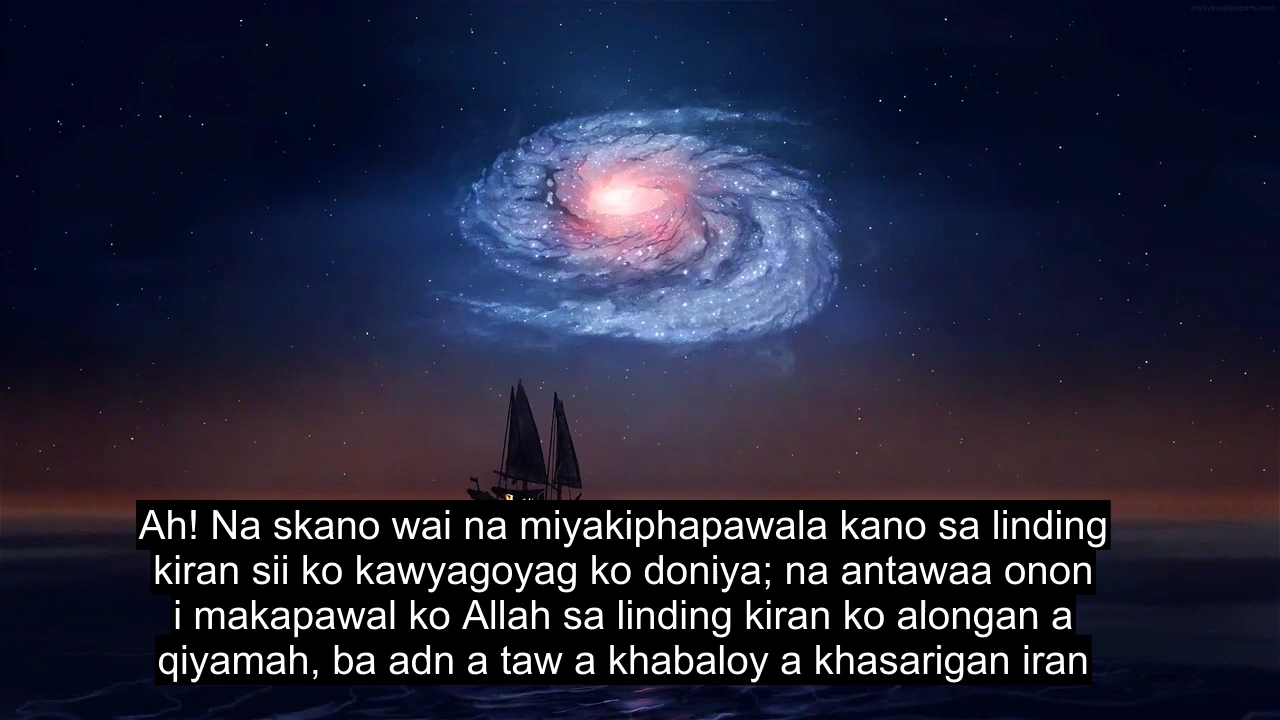 Ah! Na skano wai na miyakiphapawala kano sa linding
kiran sii ko kawyagoyag ko doniya; na antawaa onon
i makapawal ko Allah sa linding kiran ko alongan a
qiyamah, ba adn a taw a khabaloy a khasarigan iran